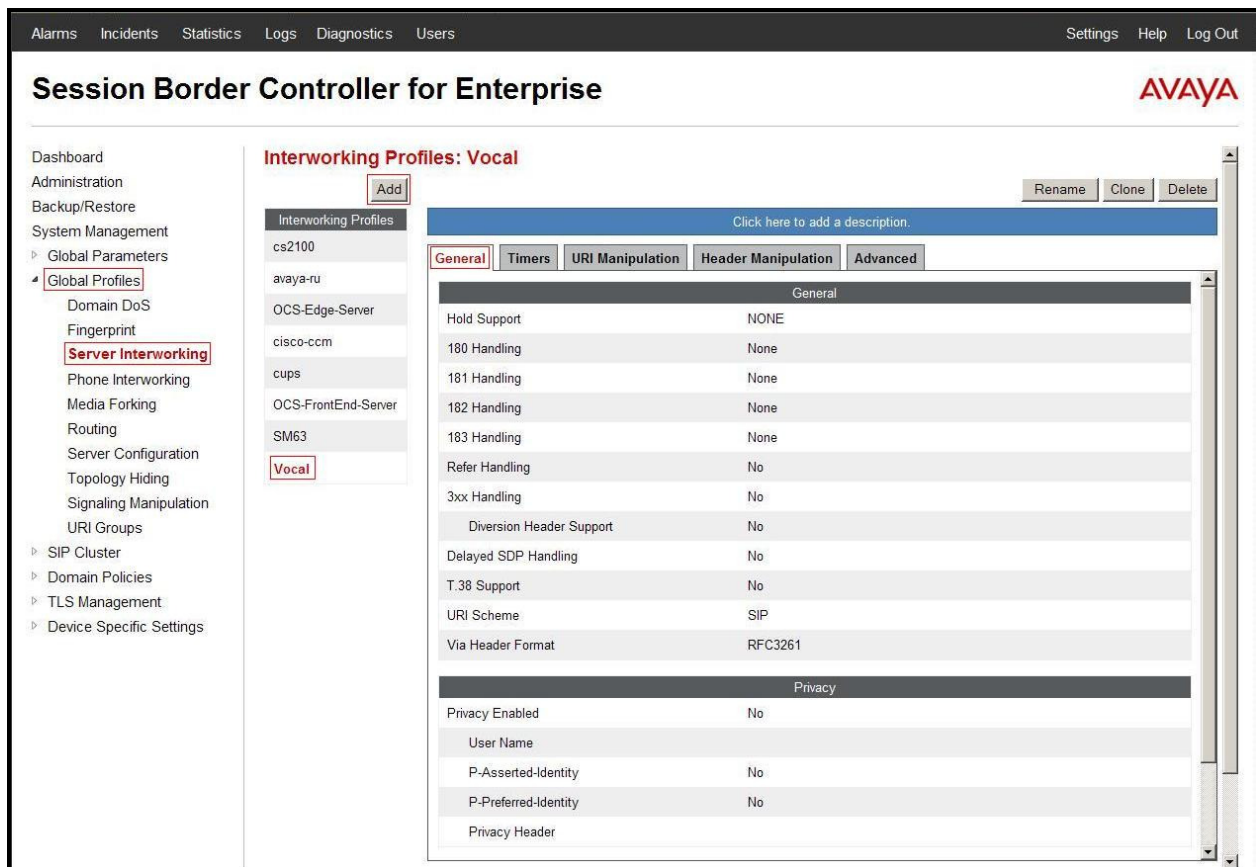 Alarms Incidents Statistics Logs Diagnostics Users Settings Help Log Out
Session Border Controller for Enterprise
AVAYA
Dashboard
Administration
Backup/Restore
System Management
Global Parameters
Global Profiles
Domain DoS
Fingerprint
Server Interworking
Phone Interworking
Media Forking
Routing
Server Configuration
Topology Hiding
Signaling Manipulation
URI Groups
SIP Cluster
Domain Policies
TLS Management
Device Specific Settings
Interworking Profiles: Vocal
Add
Rename Clone Delete
Interworking Profiles
cs2100
avaya-ru
OCS-Edge-Server
cisco-ccm
cups
OCS-FrontEnd-Server
SM63
Vocal
Click here to add a description.
General Timers URI Manipulation Header Manipulation Advanced
General
Hold Support NONE
180 Handling None
181 Handling None
182 Handling None
183 Handling None
Refer Handling No
3xx Handling No
Diversion Header Support No
Delayed SDP Handling No
T.38 Support No
URI Scheme SIP
Via Header Format RFC3261
Privacy
Privacy Enabled No
User Name
P-Asserted-Identity No
P-Preferred-Identity No
Privacy Header